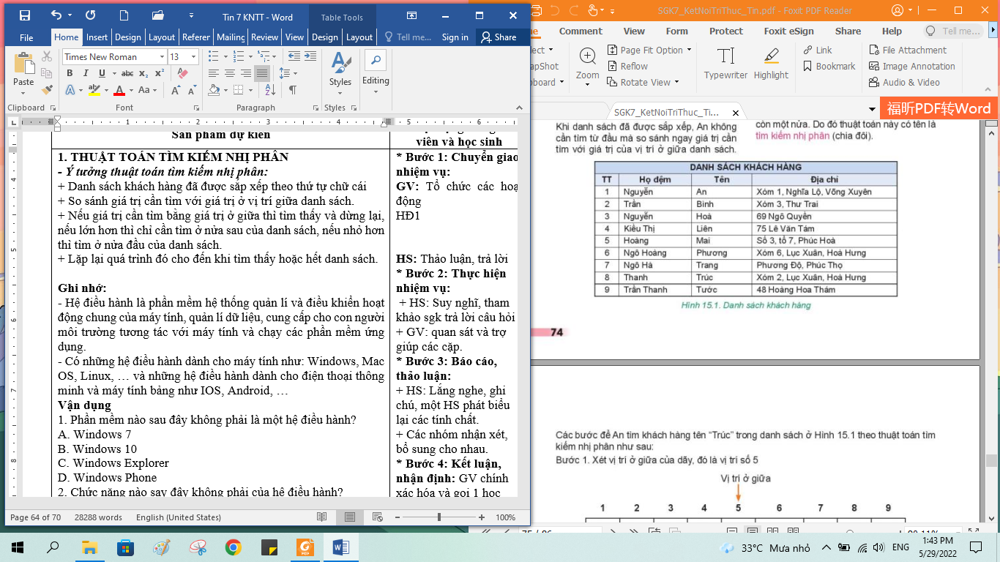 Tin 7 KNTT - Word
Table Tools
File Home Insert Design Layout Referer Mailing Review View Design Layout Tell me... Sign in Share
Paste
Times New Roman 13
B I U abc x₂ x²
Styles
Editing
Clipboard Font Paragraph Styles
1 2 3 4 5 6
Sản phẩm dự kiến
viên và học sinh
1. THUẬT TOÁN TÌM KIẾM NHỊ PHÂN
- Ý tưởng thuật toán tìm kiếm nhị phân:
+ Danh sách khách hàng đã được sắp xếp theo thứ tự chữ cái
+ So sánh giá trị cần tìm với giá trị ở vị trí giữa danh sách.
+ Nếu giá trị cần tìm bằng giá trị ở giữa thì tìm thấy và dừng lại,
nếu lớn hơn thì chỉ cần tìm ở nửa sau của danh sách, nếu nhỏ hơn
thì tìm ở nửa đầu của danh sách.
+ Lặp lại quá trình đó cho đến khi tìm thấy hoặc hết danh sách.
Ghi nhớ:
- Hệ điều hành là phần mềm hệ thống quản lí và điều khiển hoạt
động chung của máy tính, quản lí dữ liệu, cung cấp cho con người
môi trường tương tác với máy tính và chạy các phần mềm ứng
dụng.
- Có những hệ điều hành dành cho máy tính như: Windows, Mac
OS, Linux, … và những hệ điều hành dành cho điện thoại thông
minh và máy tính bảng như IOS, Android, …
Vận dụng
1. Phần mềm nào sau đây không phải là một hệ điều hành?
A. Windows 7
B. Windows 10
C. Windows Explorer
D. Windows Phone
2. Chức năng nào say đây không phải của hệ điều hành?
* Bước 1: Chuyển giao
nhiệm vụ:
GV: Tổ chức các hoạ
động
HĐ1
HS: Thảo luận, trả lời
* Bước 2: Thực hiện
nhiệm vụ:
+ HS: Suy nghĩ, tham
khảo sgk trả lời câu hỏi
+ GV: quan sát và trợ
giúp các cặp.
* Bước 3: Báo cáo,
thảo luận:
+ HS: Lắng nghe, ghi
chú, một HS phát biểu
lại các tính chất.
+ Các nhóm nhận xét,
bổ sung cho nhau.
* Bước 4: Kết luận,
nhận định: GV chính
xác hóa và gọi 1 học
Page 64 of 70 28288 words English (United States) 100%
SGK7_KetNoiTriThuc_Tin.pdf - Foxit PDF Reader
Comment View Form Protect Foxit eSign Share Help Tell me...
Zoom
Page Fit Option
Reflow
Rotate View
Typewriter Highlight
Link
Bookmark
File Attachment
Image Annotation
Audio & Video
SGK7_KetNoiTriThuc_Ti...
福昕PDF转Word
Khi danh sách đã được sắp xếp, An không
cần tìm từ đầu mà so sánh ngay giá trị cần
tìm với giá trị của vị trí ở giữa danh sách.
còn một nửa. Do đó thuật toán này có tên là
tìm kiếm nhị phân (chia đôi).
DANH SÁCH KHÁCH HÀNG
TT Họ đệm Tên Địa chỉ
1 Nguyễn An Xóm 1, Nghĩa Lộ, Võng Xuyên
2 Trần Bình Xóm 3, Thư Trai
3 Nguyễn Hoà 69 Ngô Quyền
4 Kiều Thị Liên 75 Lê Văn Tám
5 Hoàng Mai Số 3, tổ 7, Phúc Hoà
6 Ngô Hoàng Phương Xóm 6, Lục Xuân, Hoà Hưng
7 Ngô Hà Trang Phương Độ, Phúc Thọ
8 Thanh Trúc Xóm 2, Lục Xuân, Hoà Hưng
9 Trần Thanh Tước 48 Hoàng Hoa Thám
Hình 15.1. Danh sách khách hàng
74
Các bước để An tìm khách hàng tên “Trúc” trong danh sách ở Hình 15.1 theo thuật toán tìm
kiếm nhị phân như sau:
Bước 1. Xét vị trí ở giữa của dãy, đó là vị trí số 5
Vị trí ở giữa
1 2 3 4 5 6 7 8 9
33°C Mưa nhỏ
ENG
1:43 PM
5/29/2022